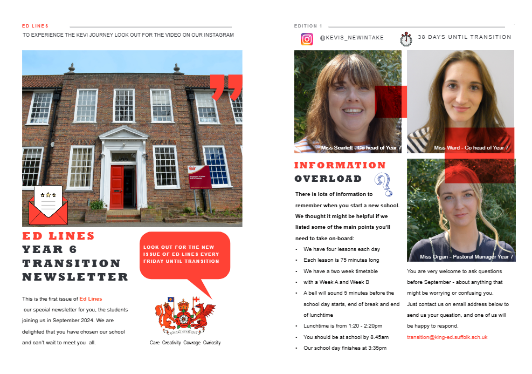 ED LINES
TO EXPERIENCE THE KEVI JOURNEY LOOK OUT FOR THE VIDEO ON OUR INSTAGRAM
ED LINES
YEAR 6
TRANSITION
NEWSLETTER
LOOK OUT FOR THE NEW
ISSUE OF ED LINES EVERY
FRIDAY UNTIL TRANSITION
This is the first issue of Ed Lines
our special newsletter for you, the students
joining us in September 2024. We are
delighted that you have chosen our school
and can't wait to meet you all.
Care. Creativity. Courage. Curiosity.
EDITION 1
@KEVIS_NEWINTAKE
38 DAYS UNTIL TRANSITION
Miss Scarlett - Co head of Year 7
Miss Ward - Co head of Year 7
INFORMATION
OVERLOAD
There is lots of information to
remember when you start a new school.
We thought it might be helpful if we
listed some of the main points you'll
need to take on-board:
• We have four lessons each day
• Each lesson is 75 minutes long
• We have a two week timetable
• with a Week A and Week B
• A bell will sound 5 minutes before the
school day starts, end of break and end
of lunchtime
• Lunchtime is from 1:20 - 2:20pm
• You should be at school by 8.45am
• Our school day finishes at 3:35pm
Miss Organ - Pastoral Manager Year 7
You are very welcome to ask questions
before September - about anything that
might be worrying or confusing you.
Just contact us on email address below to
send us your question, and one of us will
be happy to respond.
transition@king-ed.suffolk.sch.uk